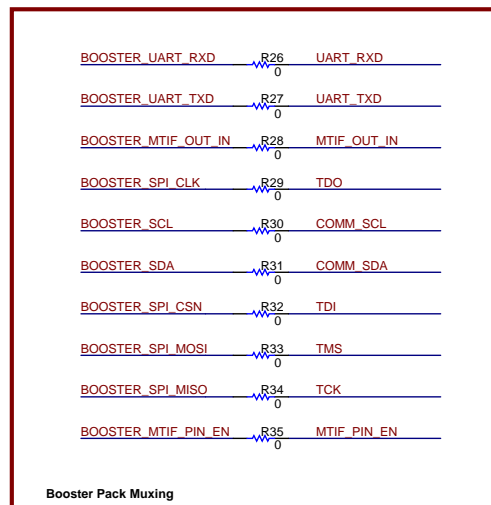 BOOSTER_UART_RXD R26 UART_RXD
0
BOOSTER_UART_TXD R27 UART_TXD
0
BOOSTER_MTIF_OUT_IN R28 MTIF_OUT_IN
0
BOOSTER_SPI_CLK R29 TDO
0
BOOSTER_SCL R30 COMM_SCL
0
BOOSTER_SDA R31 COMM_SDA
0
BOOSTER_SPI_CSN R32 TDI
0
BOOSTER_SPI_MOSI R33 TMS
0
BOOSTER_SPI_MISO R34 TCK
0
BOOSTER_MTIF_PIN_EN R35 MTIF_PIN_EN
0
Booster Pack Muxing